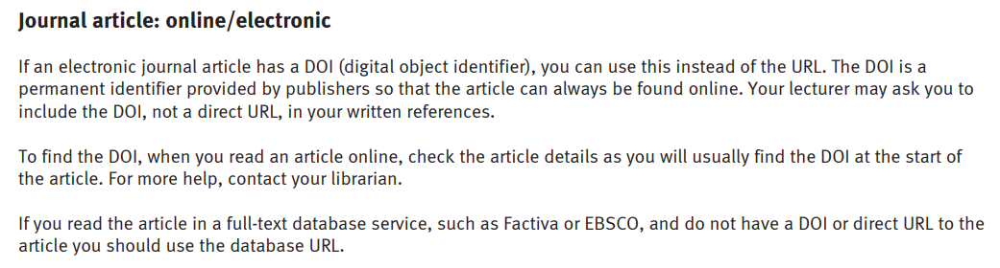 Journal article: online/electronic
If an electronic journal article has a DOI (digital object identifier), you can use this instead of the URL. The DOI is a
permanent identifier provided by publishers so that the article can always be found online. Your lecturer may ask you to
include the DOI, not a direct URL, in your written references.
To find the DOI, when you read an article online, check the article details as you will usually find the DOI at the start of
the article. For more help, contact your librarian.
If you read the article in a full-text database service, such as Factiva or EBSCO, and do not have a DOI or direct URL to the
article you should use the database URL.